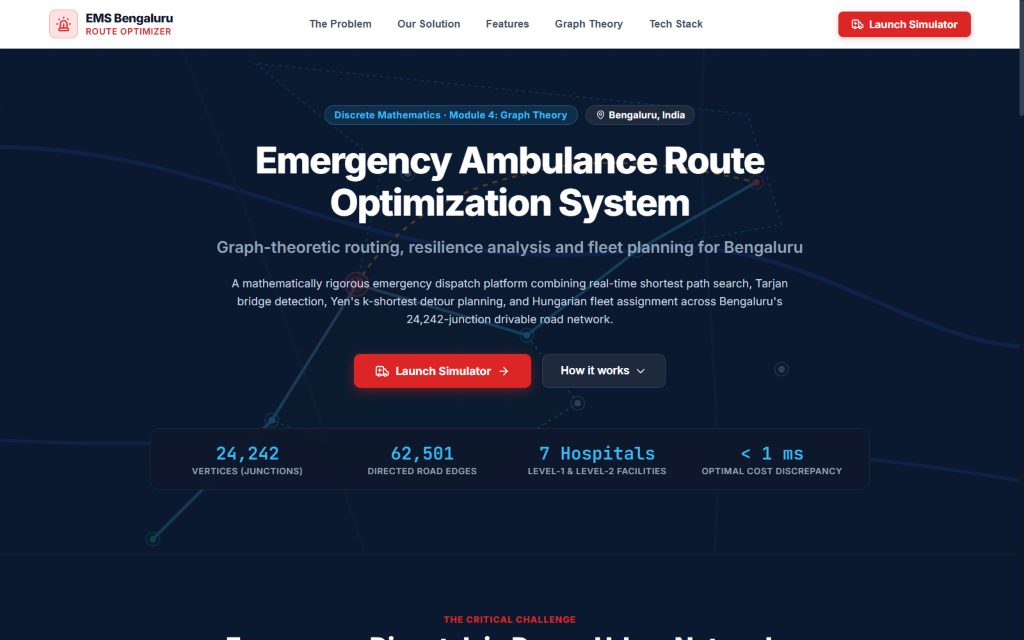 EMS Bengaluru
ROUTE OPTIMIZER
The Problem
Our Solution
Features
Graph Theory
Tech Stack
Launch Simulator
Discrete Mathematics · Module 4: Graph Theory
Bengaluru, India
Emergency Ambulance Route
Optimization System
Graph-theoretic routing, resilience analysis and fleet planning for Bengaluru
A mathematically rigorous emergency dispatch platform combining real-time shortest path search, Tarjan
bridge detection, Yen's k-shortest detour planning, and Hungarian fleet assignment across Bengaluru's
24,242-junction drivable road network.
Launch Simulator
How it works
24,242
VERTICES (JUNCTIONS)
62,501
DIRECTED ROAD EDGES
7 Hospitals
LEVEL-1 & LEVEL-2 FACILITIES
< 1 ms
OPTIMAL COST DISCREPANCY
THE CRITICAL CHALLENGE